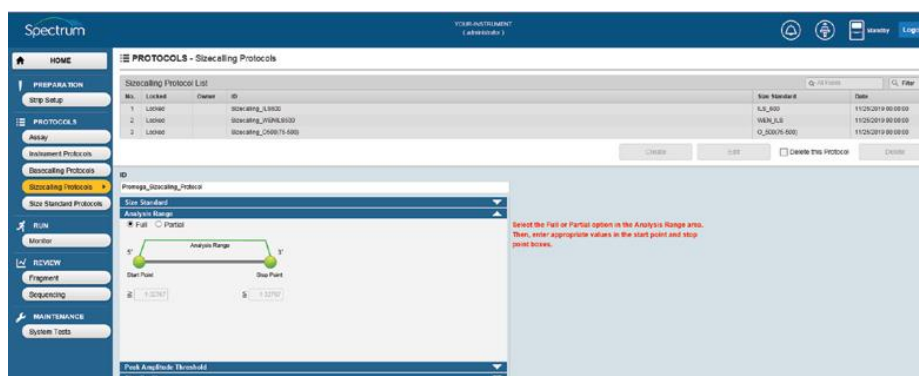 Spectrum
YOUR-INSTRUMENT
( administrator )
Standby
HOME
PREPARATION
Strip Setup
PROTOCOLS
Assay
Instrument Protocols
Basecalling Protocols
Sizecalling Protocols
Size Standard Protocols
RUN
Monitor
REVIEW
Fragment
Sequencing
MAINTENANCE
System Tests
PROTOCOLS - Sizecalling Protocols
Sizecalling Protocol List
All Fields
Filter
No. Locked Owner ID Size Standard Date
1 Locked Sizecalling_ILS600 ILS_600 11/25/2019 00:00:00
2 Locked Sizecalling_WENILS500 WEN_ILS 11/25/2019 00:00:00
3 Locked 11/25/2019 00:00:00
Create Edit Delete this Protocol Delete
ID
Promega_Sizecalling_Protocol
Size Standard
Analysis Range
Full Partial
Analysis Range
5' 3'
Start Point Stop Point
1-32767 1-32767
Peak Amplitude Threshold
Select the Full or Partial option in the Analysis Range area.
Then, enter appropriate values in the start point and stop
point boxes.